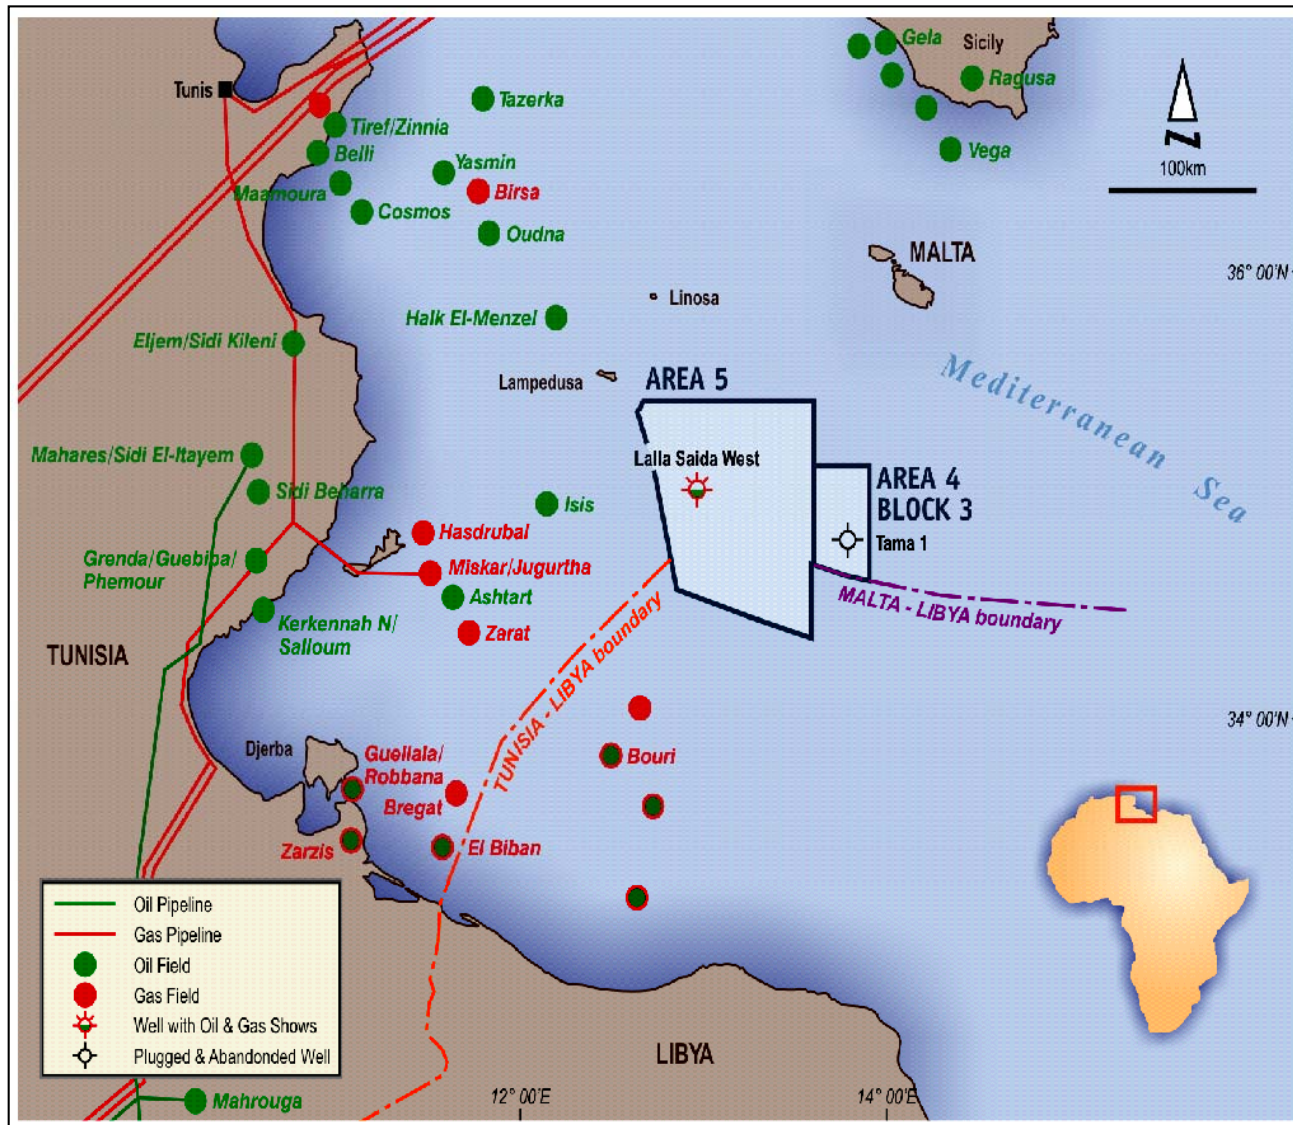 Gela
Sicily
Ragusa
Vega
Tunis
Tazerka
Tiref/Zinnia
Belli
Yasmin
Maamoura
Birsa
Cosmos
Oudna
100km
MALTA
36° 00'N
Linosa
Halk El-Menzel
Eljem/Sidi Kileni
Lampedusa
AREA 5
Mediterranean Sea
Mahares/Sidi El-Itayem
Lalla Saida West
Sidi Beharra
Isis
AREA 4
BLOCK 3
Hasdrubal
Tama 1
Grenda/Guebiba/
Phemour
Miskar/Jugurtha
Ashtart
MALTA - LIBYA boundary
Kerkennah N/
Salloum
Zarat
TUNISIA
TUNISIA - LIBYA boundary
34° 00'N
Djerba
Guellala/
Robbana
Bouri
Bregat
Zarzis
El Biban
Oil Pipeline
Gas Pipeline
Oil Field
Gas Field
Well with Oil & Gas Shows
Plugged & Abandonded Well
LIBYA
Mahrouga
12° 00'E
14° 00'E